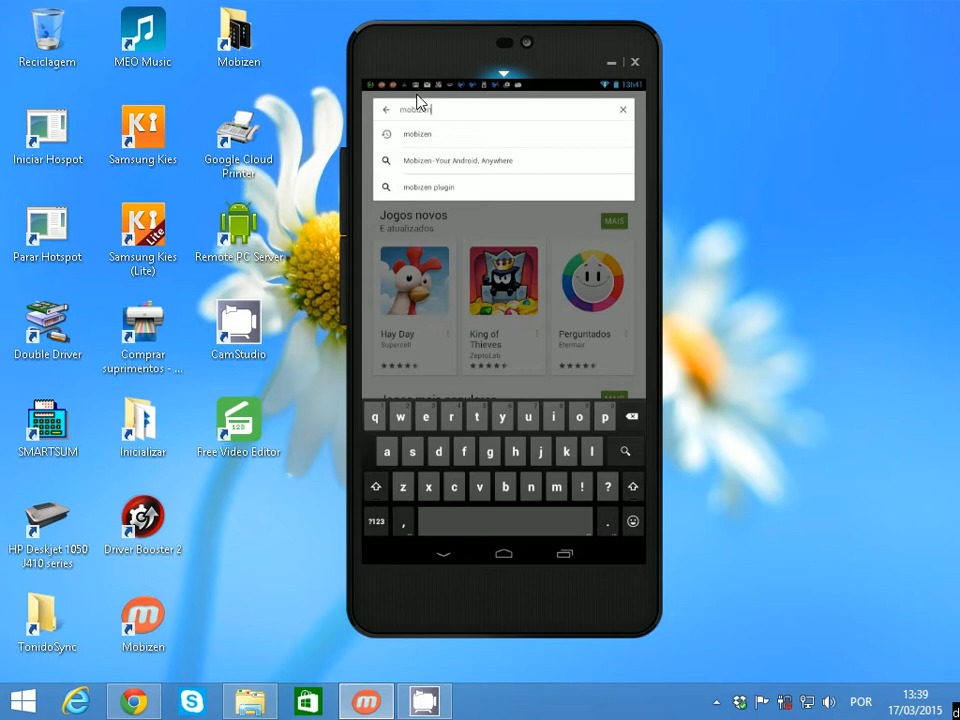 Reciclagem
MEO Music
Mobizen
Iniciar Hospot
Samsung Kies
Google Cloud
Printer
Parar Hotspot
Samsung Kies
(Lite)
Remote PC Server
Double Driver
Comprar
suprimentos - ...
CamStudio
SMARTSUM
Inicializar
Free Video Editor
HP Deskjet 1050
J410 series
Driver Booster 2
TonidoSync
Mobizen
13h41
mobizen
mobizen
Mobizen-Your Android, Anywhere
mobizen plugin
Jogos novos
E atualizados
MAIS
Hay Day
Supercell
King of
Thieves
ZeptoLab
Perguntados
Etermax
MAIS
q w e r t y u i o p
a s d f g h j k l
z x c v b n m ! ?
?123 , .
POR
13:39
17/03/2015